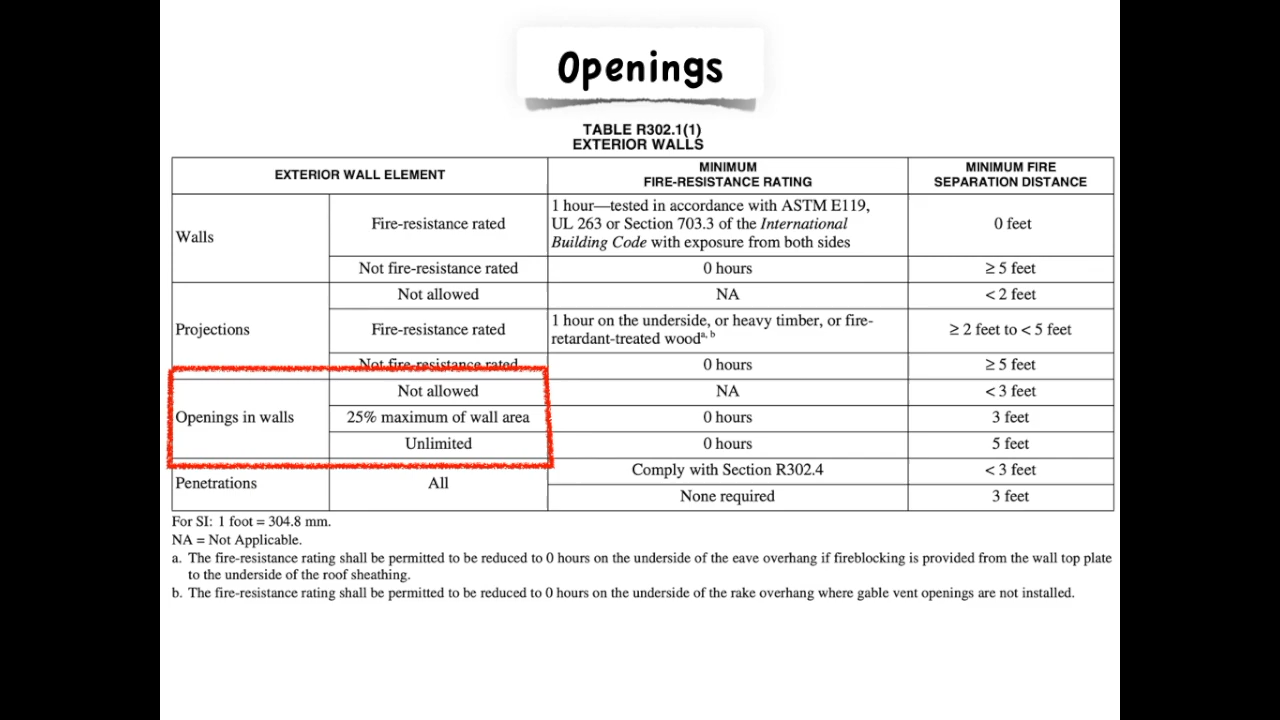 Openings
TABLE R302.1(1)
EXTERIOR WALLS
EXTERIOR WALL ELEMENT
MINIMUM
FIRE-RESISTANCE RATING
MINIMUM FIRE
SEPARATION DISTANCE
Walls
Fire-resistance rated
1 hour—tested in accordance with ASTM E119,
UL 263 or Section 703.3 of the International
Building Code with exposure from both sides
0 feet
Not fire-resistance rated
0 hours
≥ 5 feet
Projections
Not allowed
NA
< 2 feet
Fire-resistance rated
1 hour on the underside, or heavy timber, or fire-
retardant-treated wooda, b
≥ 2 feet to < 5 feet
Not fire-resistance rated
0 hours
≥ 5 feet
Openings in walls
Not allowed
NA
< 3 feet
25% maximum of wall area
0 hours
3 feet
Unlimited
0 hours
5 feet
Penetrations
All
Comply with Section R302.4
< 3 feet
None required
3 feet
For SI: 1 foot = 304.8 mm.
NA = Not Applicable.
a. The fire-resistance rating shall be permitted to be reduced to 0 hours on the underside of the eave overhang if fireblocking is provided from the wall top plate
to the underside of the roof sheathing.
b. The fire-resistance rating shall be permitted to be reduced to 0 hours on the underside of the rake overhang where gable vent openings are not installed.